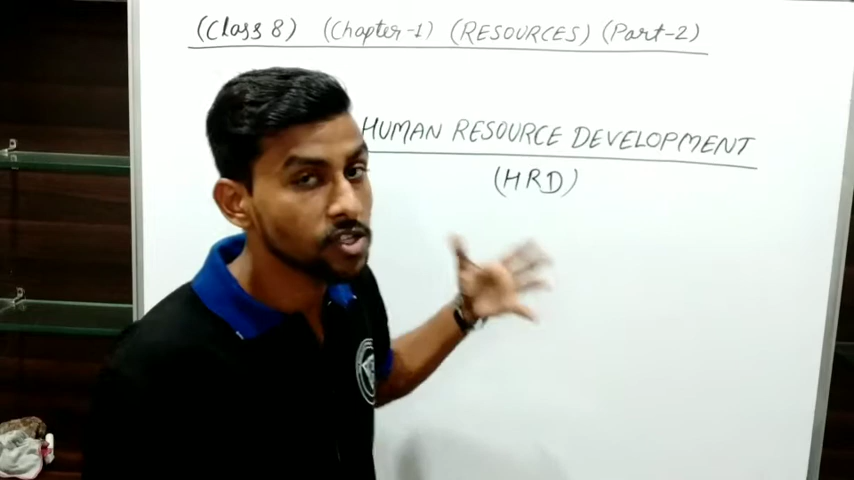 (Class 8) (Chapter-1) (RESOURCES) (Part-2)
HUMAN RESOURCE DEVELOPMENT
(HRD)